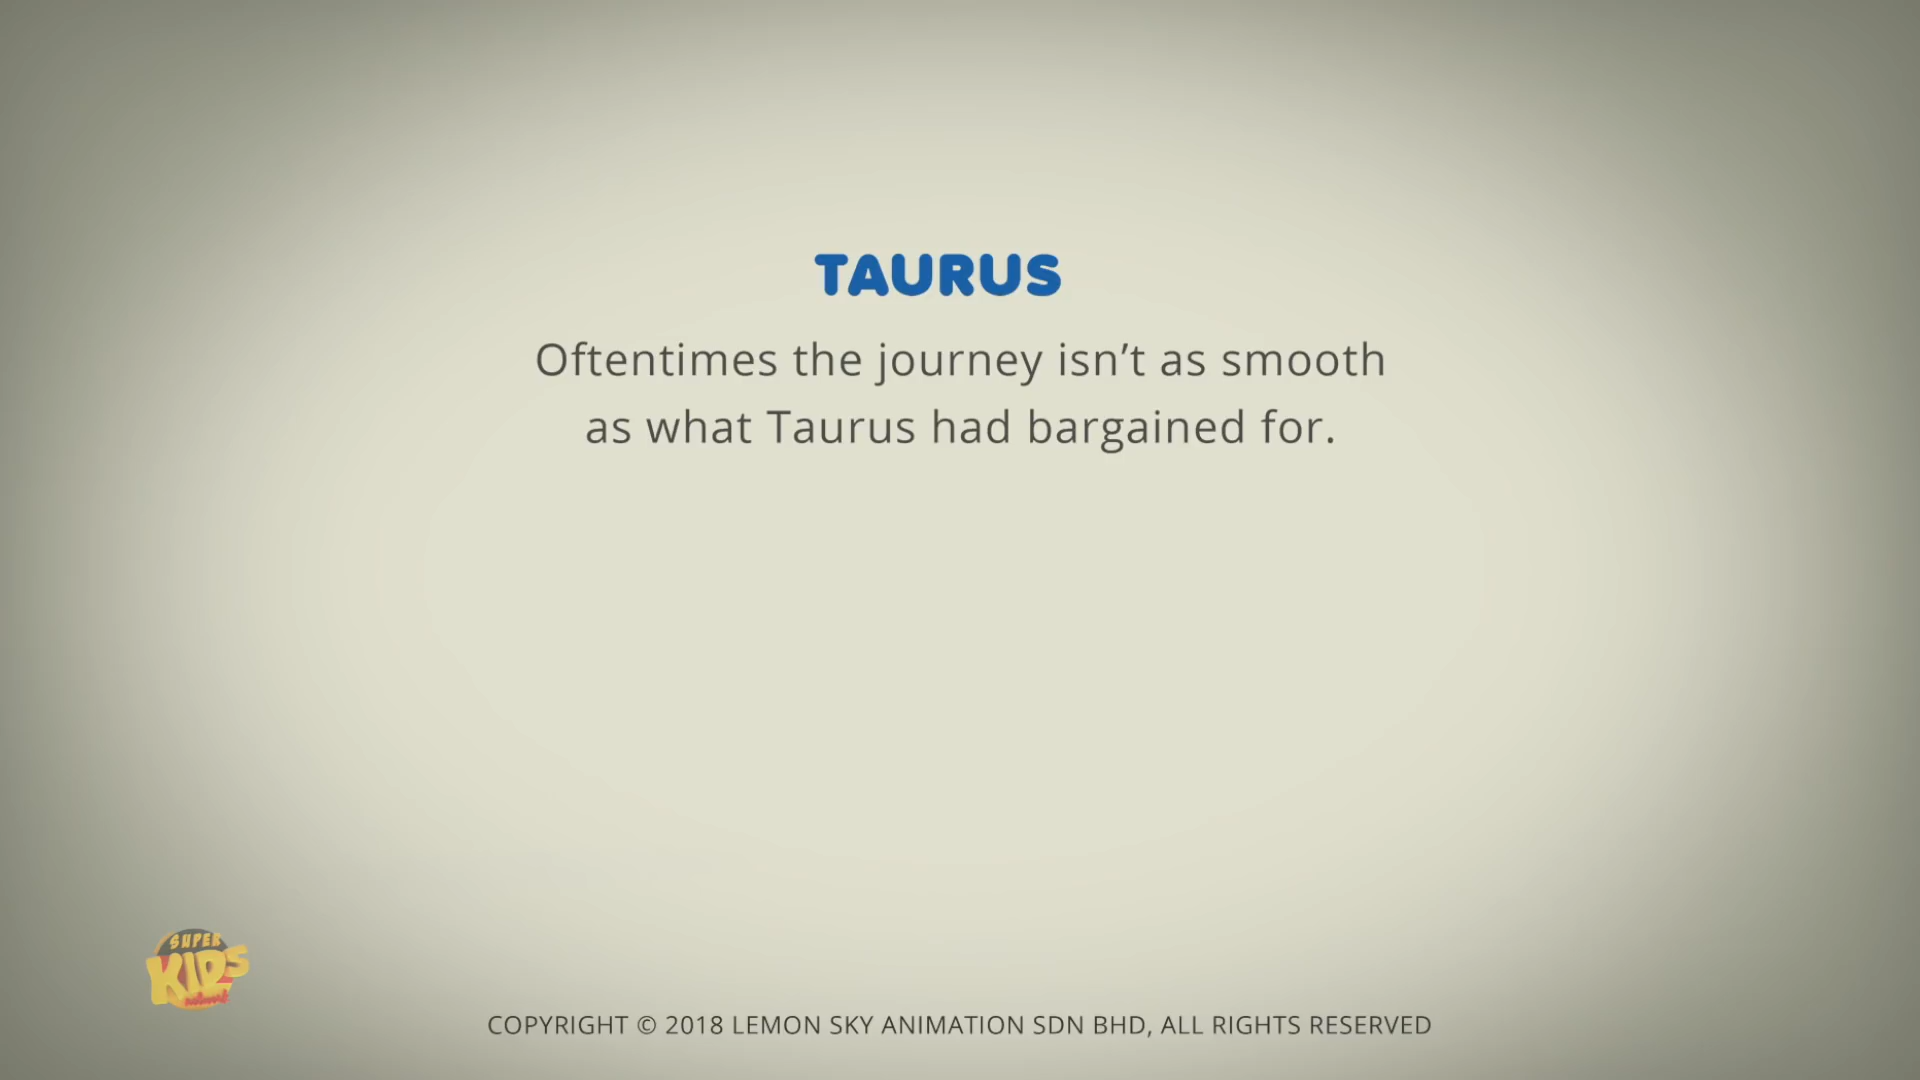 TAURUS
Oftentimes the journey isn’t as smooth
as what Taurus had bargained for.
SUPER
KIDS
network
COPYRIGHT © 2018 LEMON SKY ANIMATION SDN BHD, ALL RIGHTS RESERVED